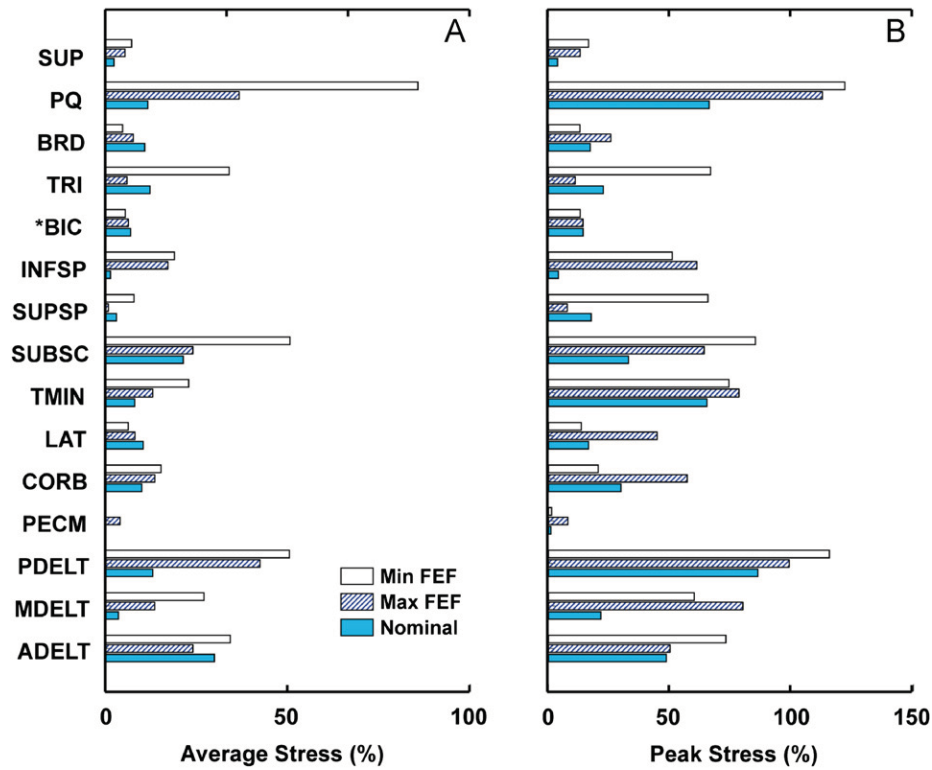 A
B
SUP
PQ
BRD
TRI
*BIC
INFSP
SUPSP
SUBSC
TMIN
LAT
CORB
PECM
PDELT
MDELT
ADELT
Min FEF
Max FEF
Nominal
0 50 100
0 50 100 150
Average Stress (%)
Peak Stress (%)